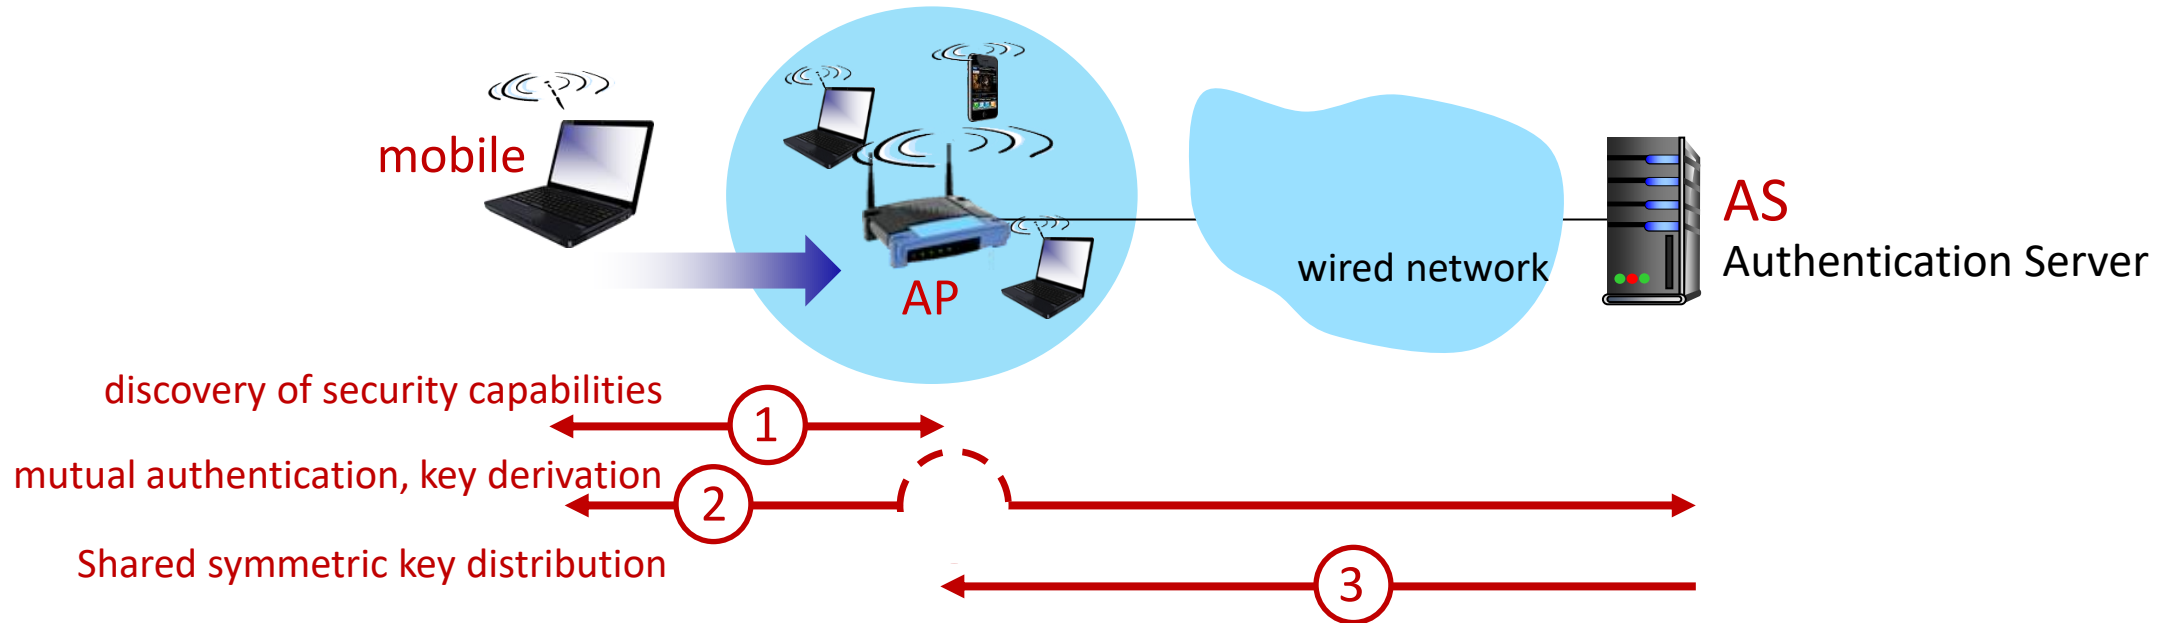 mobile
AP
wired network
AS
Authentication Server
discovery of security capabilities
1
mutual authentication, key derivation
2
Shared symmetric key distribution
3